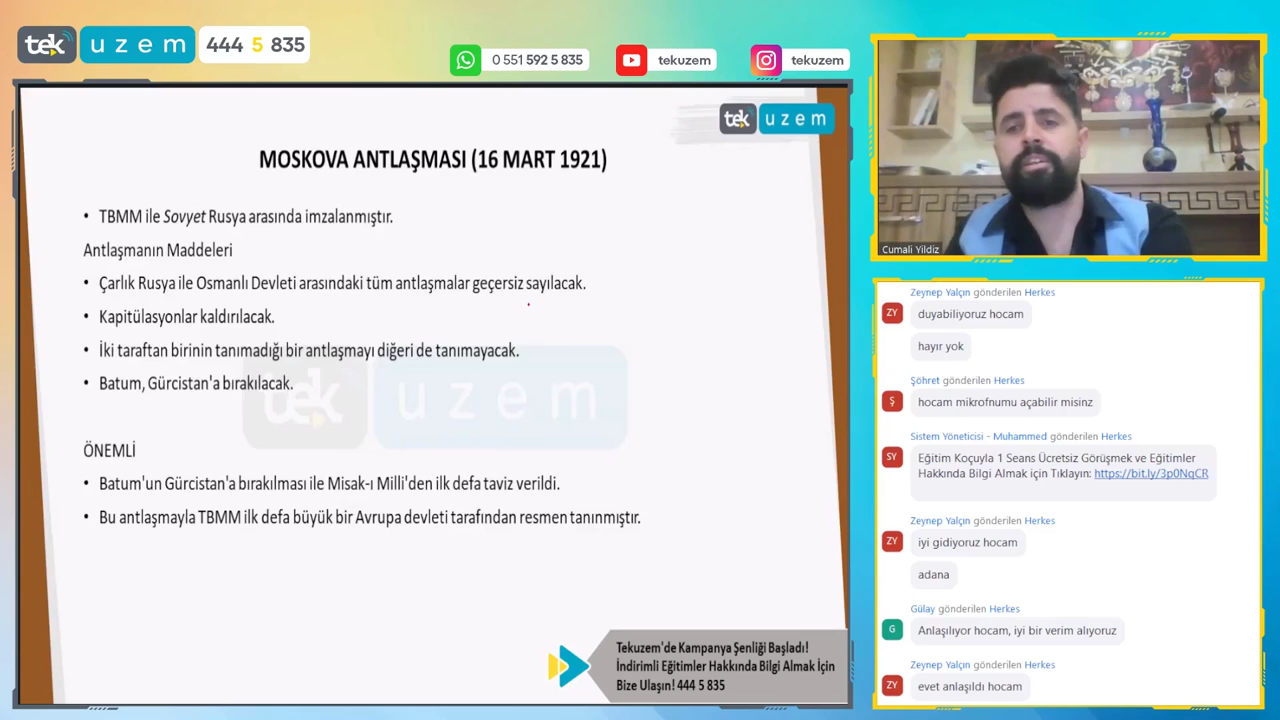 tek uzem 444 5 835
0 551 592 5 835
tekuzem
tekuzem
tek uzem
MOSKOVA ANTLAŞMASI (16 MART 1921)
• TBMM ile Sovyet Rusya arasında imzalanmıştır.
Antlaşmanın Maddeleri
• Çarlık Rusya ile Osmanlı Devleti arasındaki tüm antlaşmalar geçersiz sayılacak.
• Kapitülasyonlar kaldırılacak.
• İki taraftan birinin tanımadığı bir antlaşmayı diğeri de tanımayacak.
• Batum, Gürcistan'a bırakılacak.
tek uzem
ÖNEMLİ
• Batum'un Gürcistan'a bırakılması ile Misak-ı Milli'den ilk defa taviz verildi.
• Bu antlaşmayla TBMM ilk defa büyük bir Avrupa devleti tarafından resmen tanınmıştır.
Tekuzem'de Kampanya Şenliği Başladı!
İndirimli Eğitimler Hakkında Bilgi Almak İçin
Bize Ulaşın! 444 5 835
Cumali Yildiz
Zeynep Yalçın gönderilen Herkes
ZY duyabiliyoruz hocam
hayır yok
Şöhret gönderilen Herkes
Ş hocam mikrofnumu açabilir misinz
Sistem Yöneticisi - Muhammed gönderilen Herkes
SY Eğitim Koçuyla 1 Seans Ücretsiz Görüşmek ve Eğitimler
Hakkında Bilgi Almak için Tıklayın: https://bit.ly/3p0NqCR
Zeynep Yalçın gönderilen Herkes
ZY iyi gidiyoruz hocam
adana
Gülay gönderilen Herkes
G Anlaşılıyor hocam, iyi bir verim alıyoruz
Zeynep Yalçın gönderilen Herkes
ZY evet anlaşıldı hocam